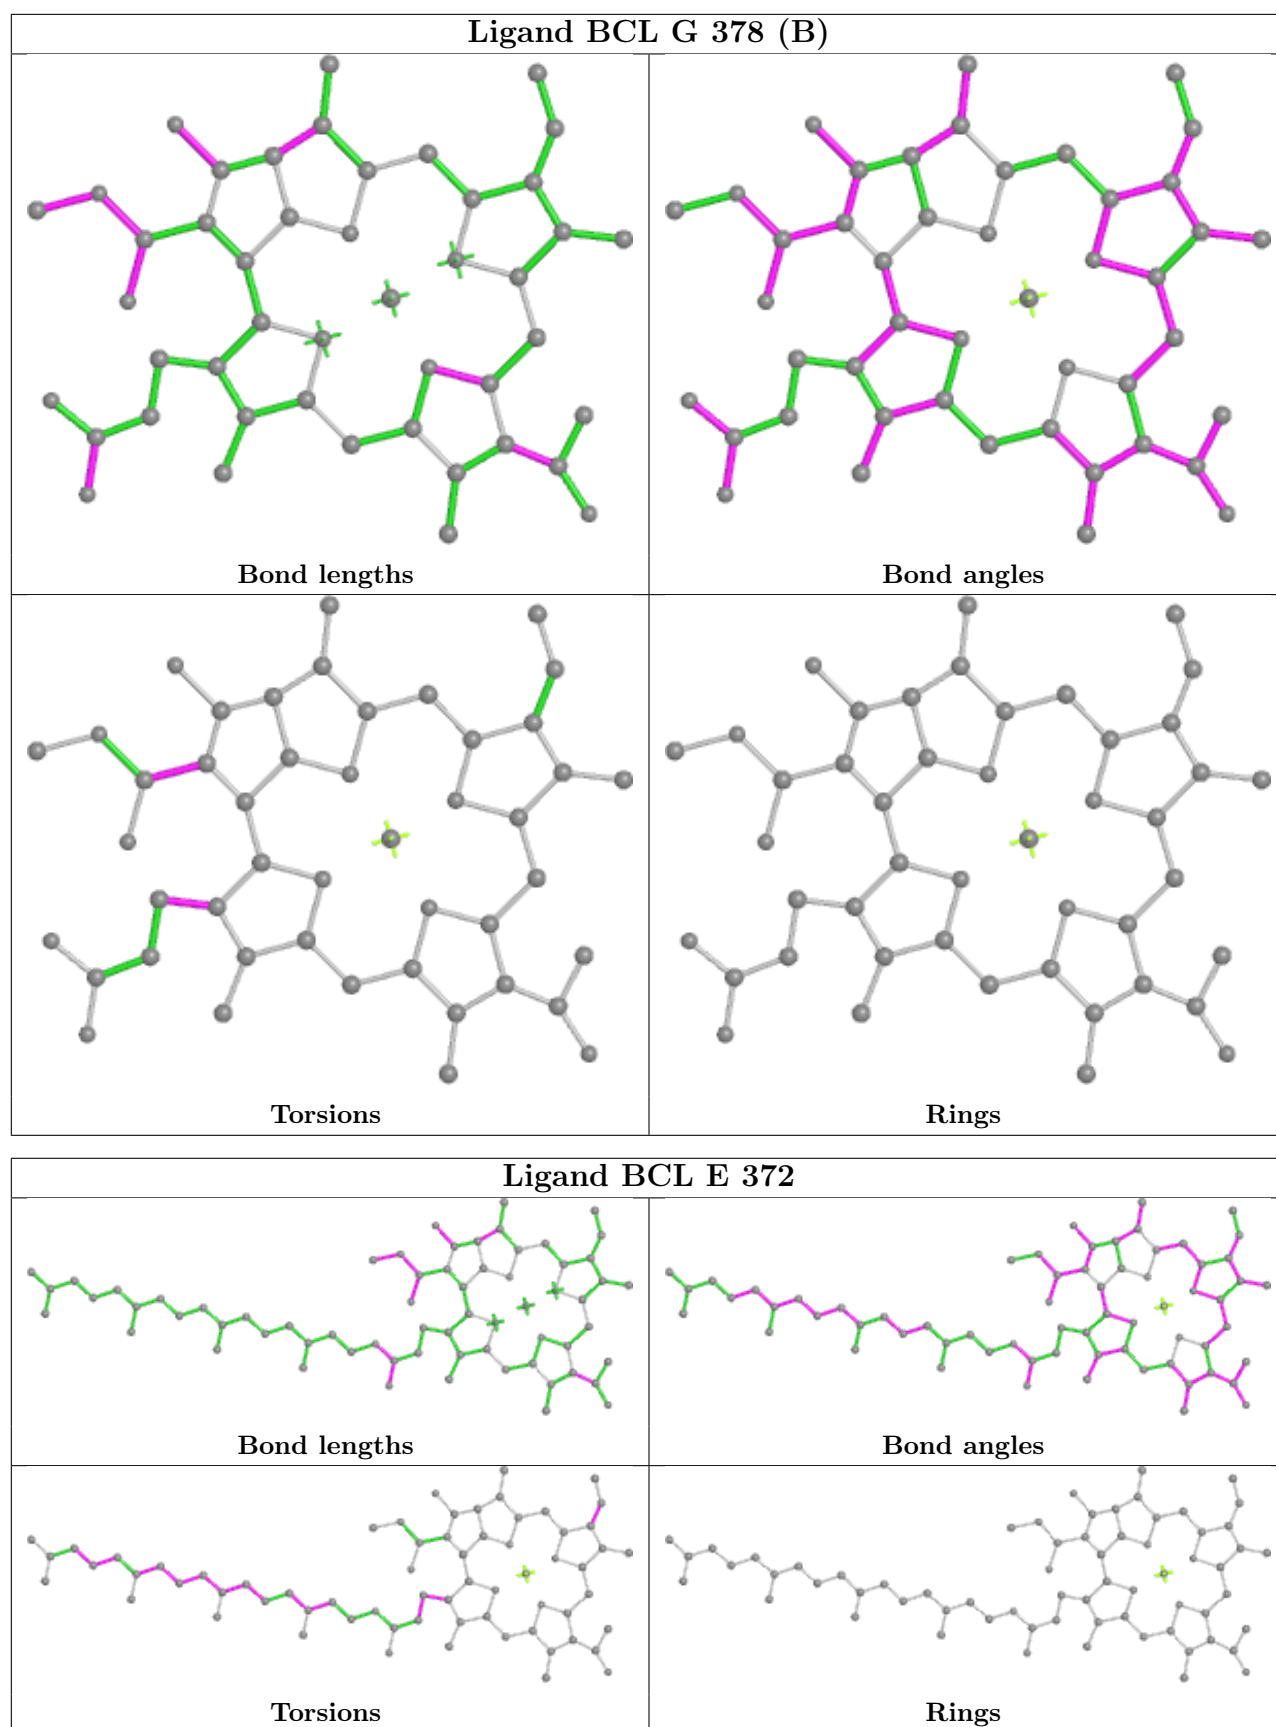 Ligand BCL G 378 (B)
Bond lengths
Bond angles
Torsions
Rings
Ligand BCL E 372
Bond lengths
Bond angles
Torsions
Rings